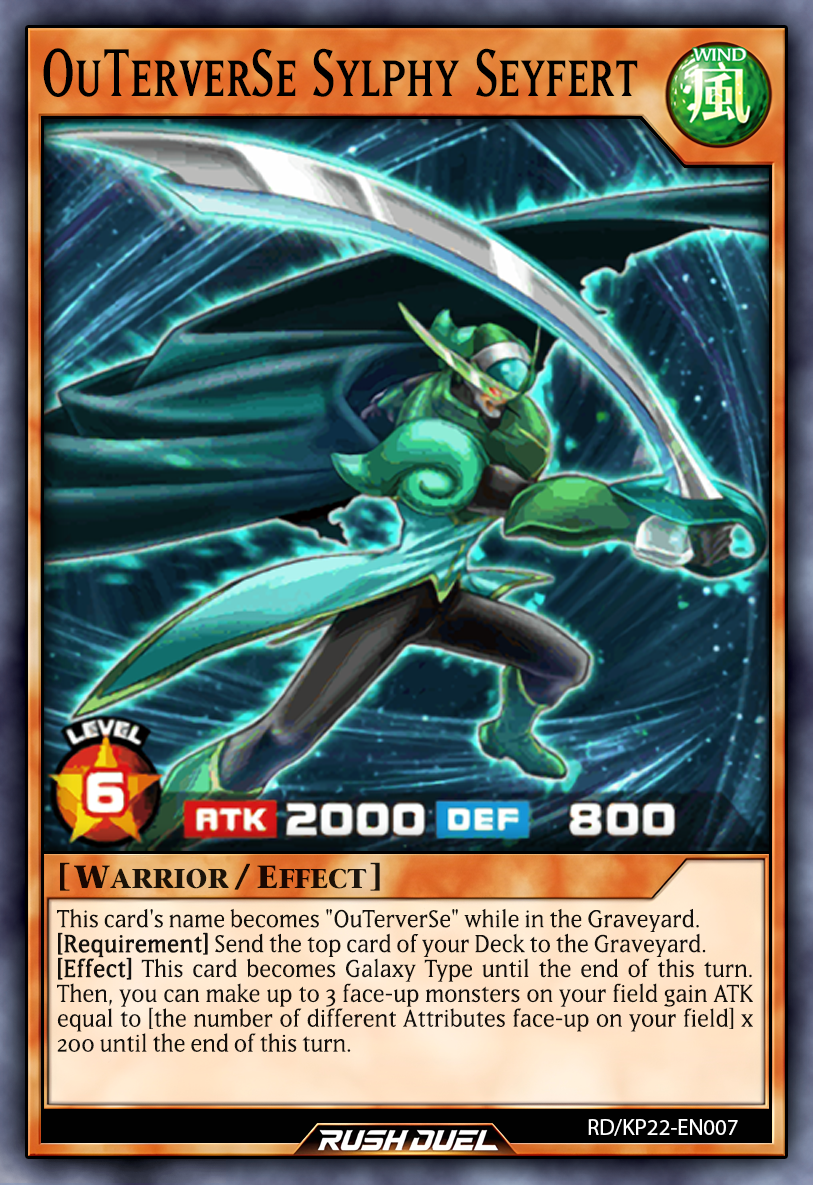 OuTerverSe Sylphy Seyfert
WIND
風
LEVEL
6
ATK 2000 DEF 800
[Warrior / Effect]
This card's name becomes "OuTerverSe" while in the Graveyard.
[Requirement] Send the top card of your Deck to the Graveyard.
[Effect] This card becomes Galaxy Type until the end of this turn.
Then, you can make up to 3 face-up monsters on your field gain ATK
equal to [the number of different Attributes face-up on your field] x
200 until the end of this turn.
RD/KP22-EN007
RUSH DUEL